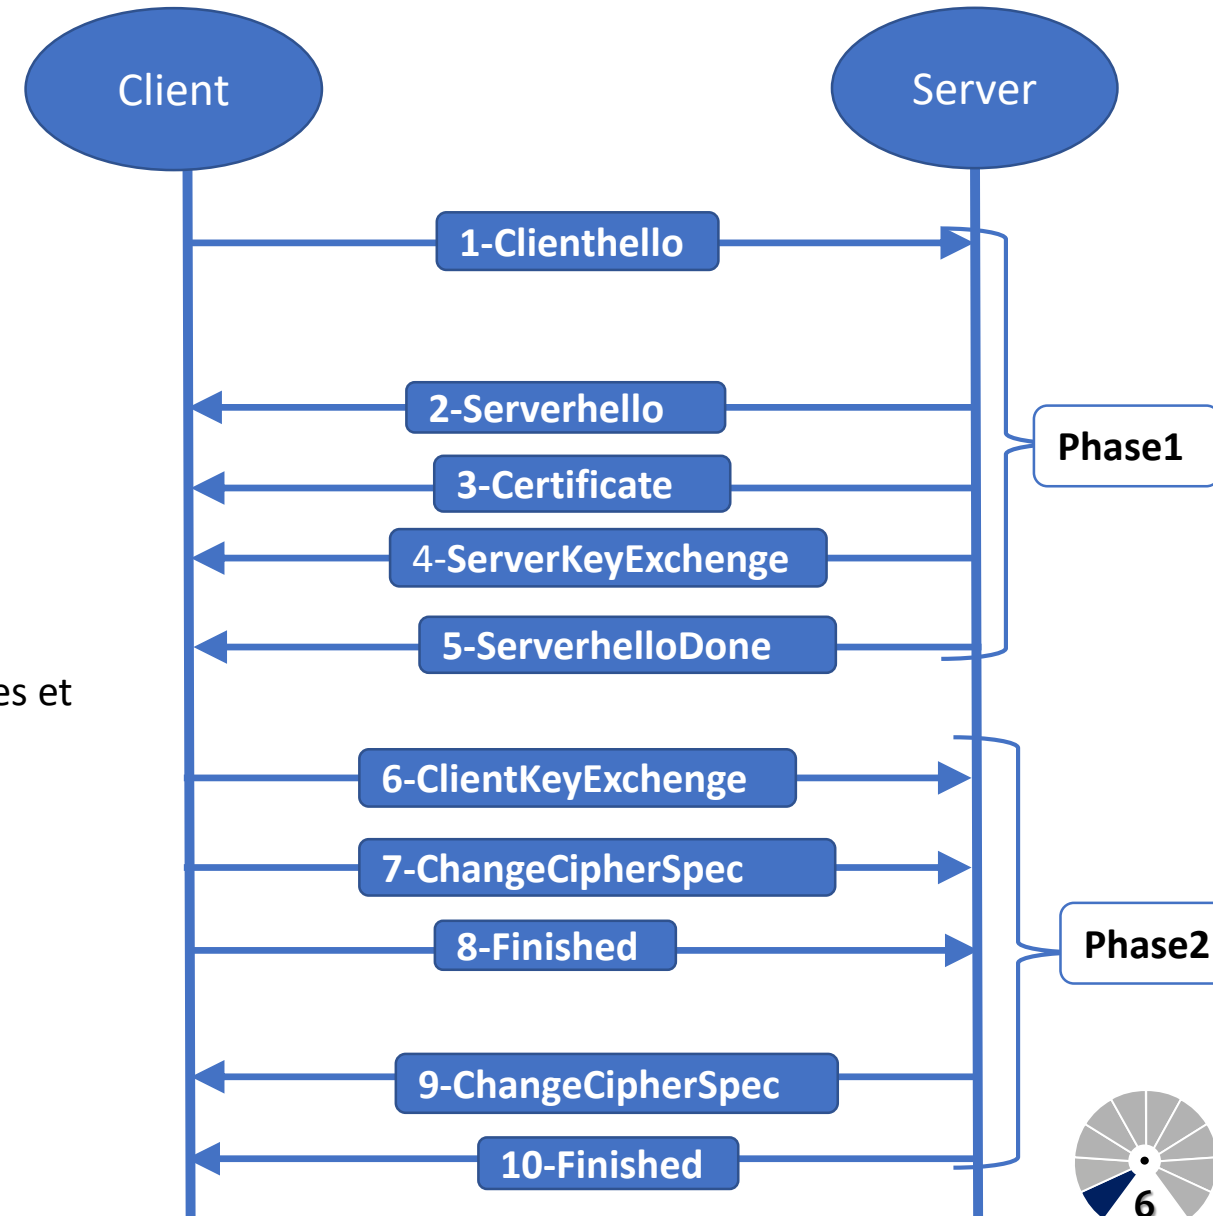 Client
Server
1-Clienthello
2-Serverhello
3-Certificate
Phase1
4-ServerKeyExchenge
5-ServerhelloDone
es et
6-ClientKeyExchenge
7-ChangeCipherSpec
8-Finished
Phase2
9-ChangeCipherSpec
10-Finished
6